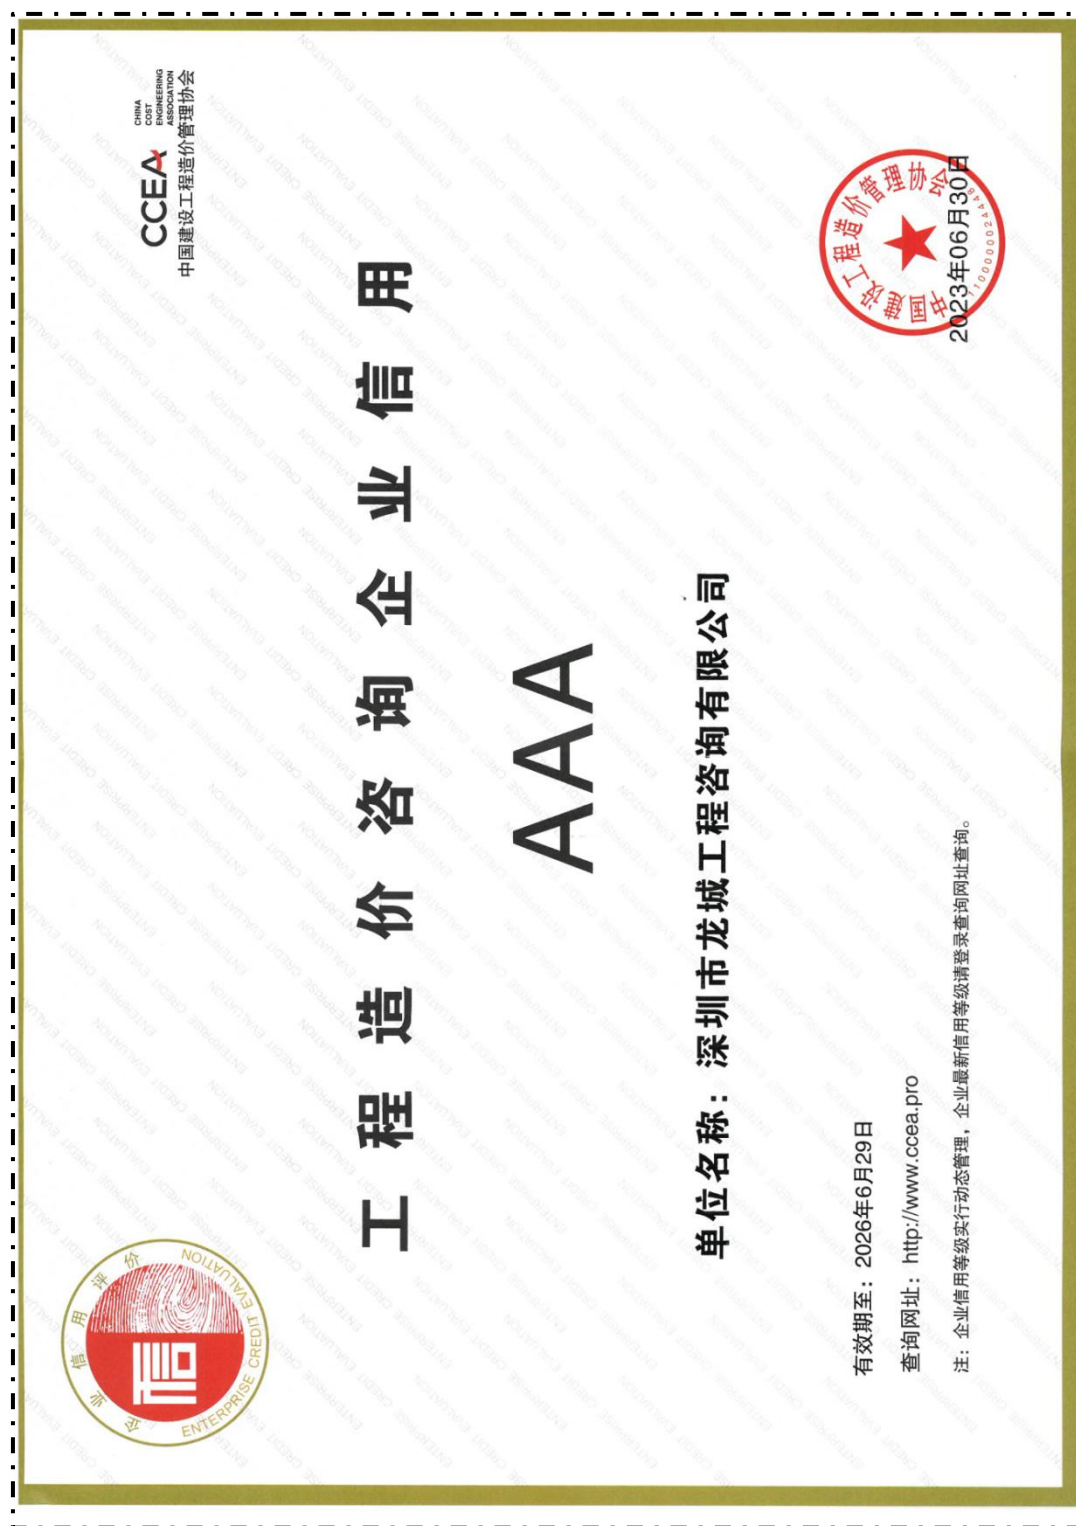 企业信用评价
ENTERPRISE CREDIT EVALUATION
信
CCEA
CHINA
COST
ENGINEERING
ASSOCIATION
中国建设工程造价管理协会
工程造价咨询企业信用
AAA
单位名称：深圳市龙城工程咨询有限公司
有效期至：2026年6月29日
查询网址：http://www.ccea.pro
注：企业信用等级实行动态管理，企业最新信用等级请登录查询网址查询。
中国建设工程造价管理协会
2023年06月30日
ENTERPRISE CREDIT EVALUATION